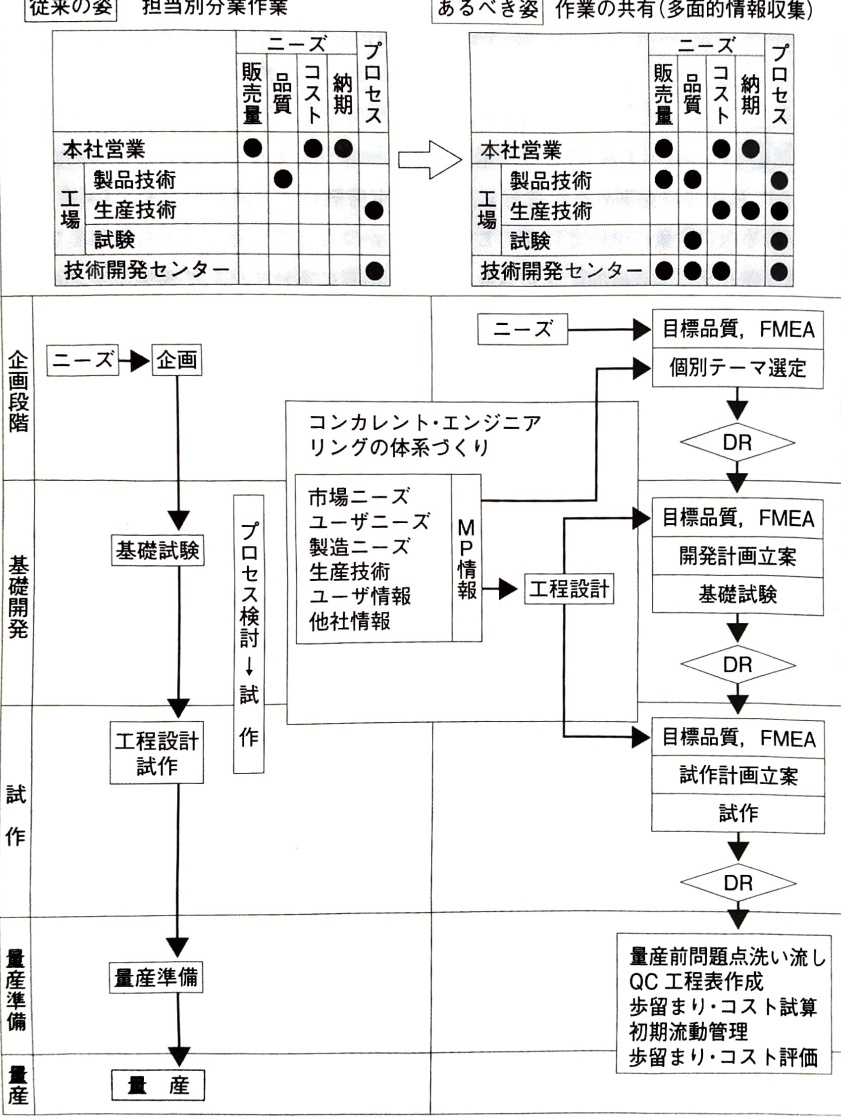 従来の姿 担当別分業作業
ニーズ
販売量
品質
コスト
納期
プロセス
本社営業 ● ● ●
工場
製品技術 ●
生産技術 ●
試験
技術開発センター ●
あるべき姿 作業の共有(多面的情報収集)
ニーズ
販売量
品質
コスト
納期
プロセス
本社営業 ● ● ●
工場
製品技術 ● ● ●
生産技術 ● ● ●
試験 ● ●
技術開発センター ● ● ● ●
企画段階
ニーズ
企画
ニーズ
目標品質，FMEA
個別テーマ選定
DR
基礎開発
基礎試験
プロセス検討→試作
コンカレント・エンジニア
リングの体系づくり
市場ニーズ
ユーザニーズ
製造ニーズ
生産技術
ユーザ情報
他社情報
MP情報
工程設計
目標品質，FMEA
開発計画立案
基礎試験
DR
試作
工程設計
試作
目標品質，FMEA
試作計画立案
試作
DR
量産準備
量産準備
量産前問題点洗い流し
QC工程表作成
歩留まり・コスト試算
初期流動管理
歩留まり・コスト評価
量産
量 産